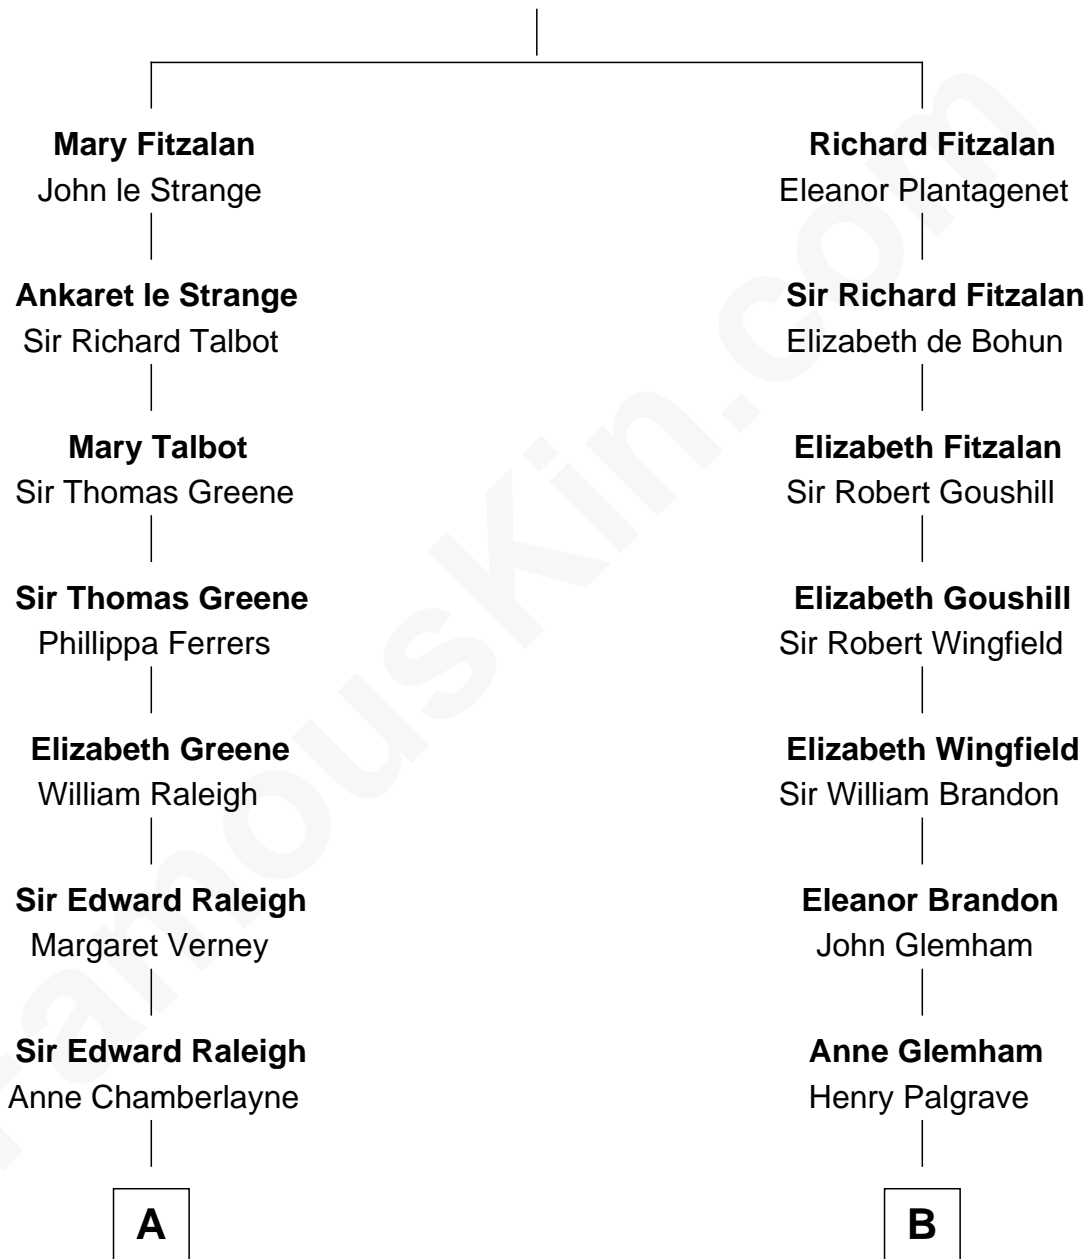 Mary Fitzalan
John le Strange
Richard Fitzalan
Eleanor Plantagenet
Ankaret le Strange
Sir Richard Talbot
Sir Richard Fitzalan
Elizabeth de Bohun
Mary Talbot
Sir Thomas Greene
Elizabeth Fitzalan
Sir Robert Goushill
Sir Thomas Greene
Phillippa Ferrers
Elizabeth Goushill
Sir Robert Wingfield
Elizabeth Greene
William Raleigh
Elizabeth Wingfield
Sir William Brandon
Sir Edward Raleigh
Margaret Verney
Eleanor Brandon
John Glemham
Sir Edward Raleigh
Anne Chamberlayne
Anne Glemham
Henry Palgrave
A
B
FamousKin.com